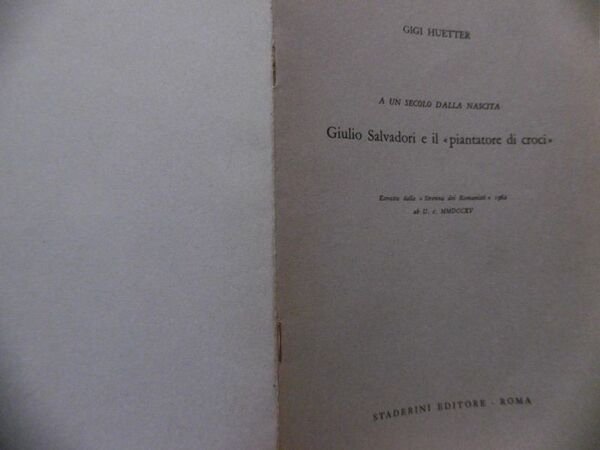 GIGI HUETTER
A UN SECOLO DALLA NASCITA
Giulio Salvadori e il «piantatore di croci»
Estratto dalla «Strenna dei Romanisti» 1962
ab U. c. MMDCCXV
STADERINI EDITORE - ROMA